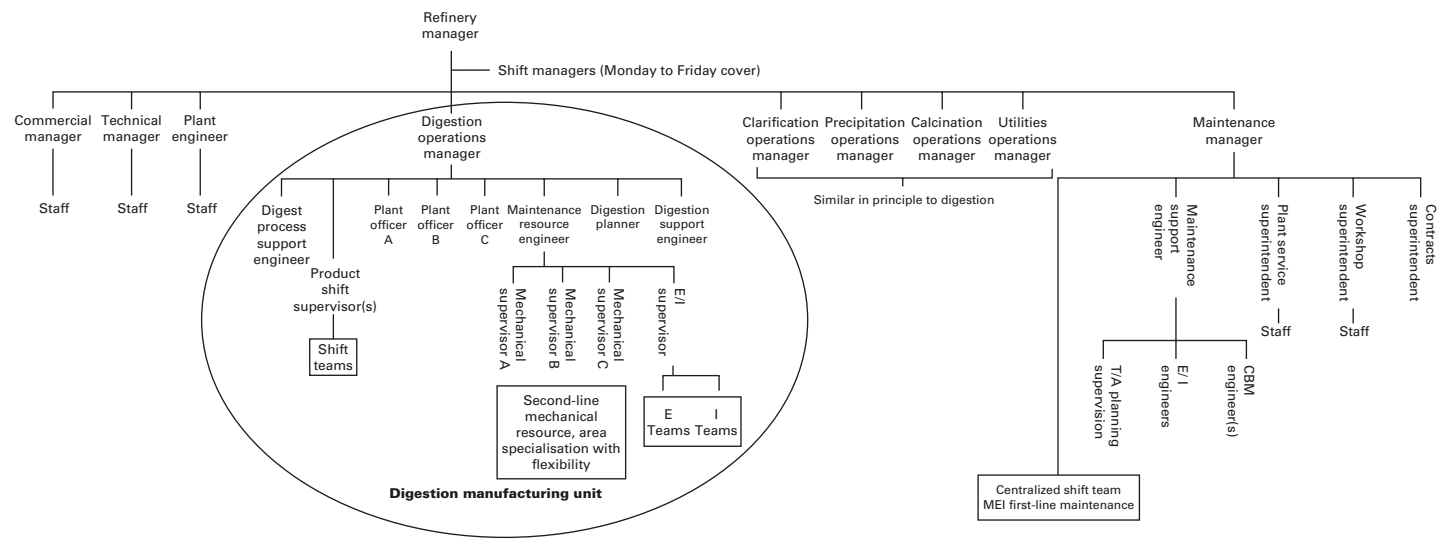 Refinery
manager
Shift managers (Monday to Friday cover)
Commercial
manager
Technical
manager
Plant
engineer
Digestion
operations
manager
Clarification
operations
manager
Precipitation
operations
manager
Calcination
operations
manager
Utilities
operations
manager
Maintenance
manager
Staff
Staff
Staff
Similar in principle to digestion
Digest
process
support
engineer
Product
shift
supervisor(s)
Shift
teams
Plant
officer
A
Plant
officer
B
Plant
officer
C
Maintenance
resource
engineer
Digestion
planner
Digestion
support
engineer
Mechanical
supervisor A
Mechanical
supervisor B
Mechanical
supervisor C
E/I
supervisor
Second-line
mechanical
resource, area
specialisation with
flexibility
E
Teams
I
Teams
Digestion manufacturing unit
Maintenance
support
engineer
Plant service
superintendent
Staff
Workshop
superintendent
Staff
Contracts
superintendent
T/A planning
supervision
E/I
engineers
CBM
engineer(s)
Centralized shift team
MEI first-line maintenance